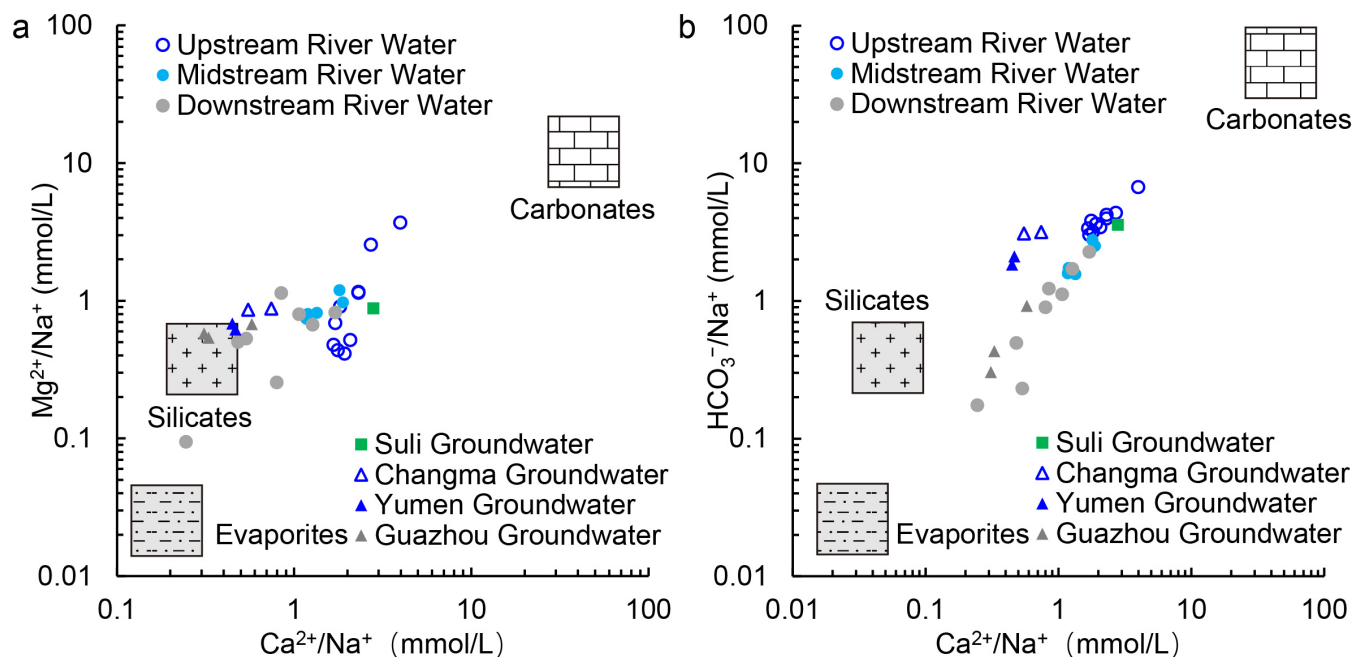 a
100
10
1
0.1
0.01
Mg²⁺/Na⁺ (mmol/L)
Upstream River Water
Midstream River Water
Downstream River Water
Carbonates
Silicates
Evaporites
Suli Groundwater
Changma Groundwater
Yumen Groundwater
Guazhou Groundwater
0.1 1 10 100
Ca²⁺/Na⁺ (mmol/L)
b
100
10
1
0.1
0.01
HCO₃⁻/Na⁺ (mmol/L)
Upstream River Water
Midstream River Water
Downstream River Water
Carbonates
Silicates
Evaporites
Suli Groundwater
Changma Groundwater
Yumen Groundwater
Guazhou Groundwater
0.01 0.1 1 10 100
Ca²⁺/Na⁺ (mmol/L)